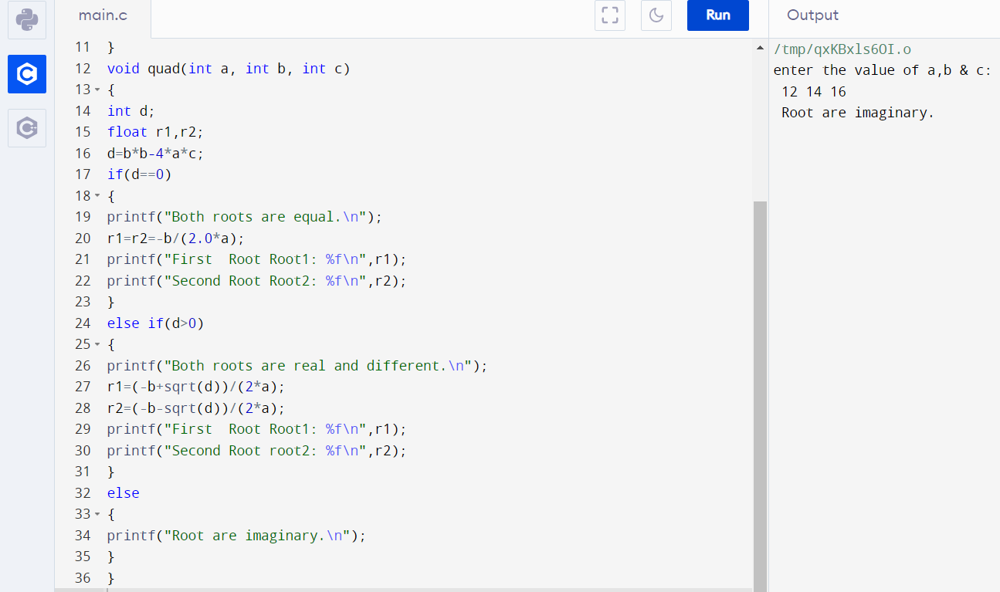 main.c
Run
Output
11 }
12 void quad(int a, int b, int c)
13 {
14 int d;
15 float r1,r2;
16 d=b*b-4*a*c;
17 if(d==0)
18 {
19 printf("Both roots are equal.\n");
20 r1=r2=-b/(2.0*a);
21 printf("First  Root Root1: %f\n",r1);
22 printf("Second Root Root2: %f\n",r2);
23 }
24 else if(d>0)
25 {
26 printf("Both roots are real and different.\n");
27 r1=(-b+sqrt(d))/(2*a);
28 r2=(-b-sqrt(d))/(2*a);
29 printf("First  Root Root1: %f\n",r1);
30 printf("Second Root root2: %f\n",r2);
31 }
32 else
33 {
34 printf("Root are imaginary.\n");
35 }
36 }
/tmp/qxKBxls6OI.o
enter the value of a,b & c:
12 14 16
Root are imaginary.